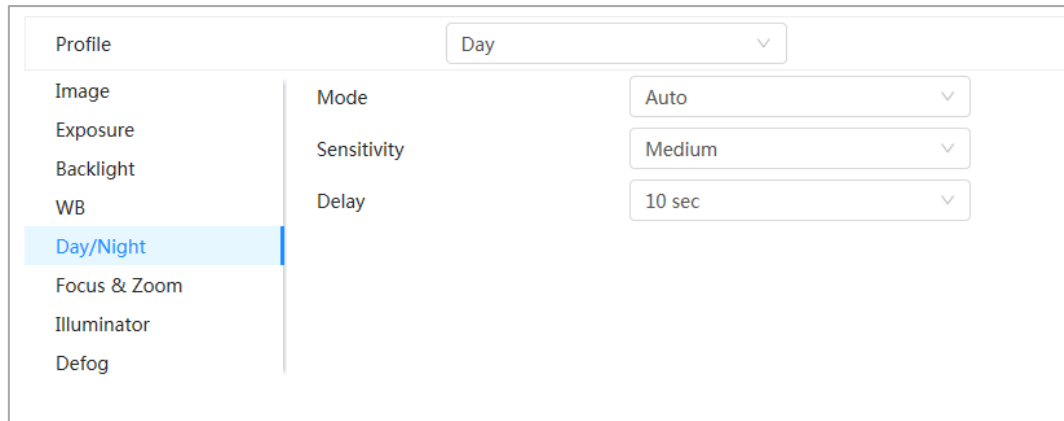 Profile Day
Image
Mode Auto
Exposure
Sensitivity Medium
Backlight
WB
Delay 10 sec
Day/Night
Focus & Zoom
Illuminator
Defog